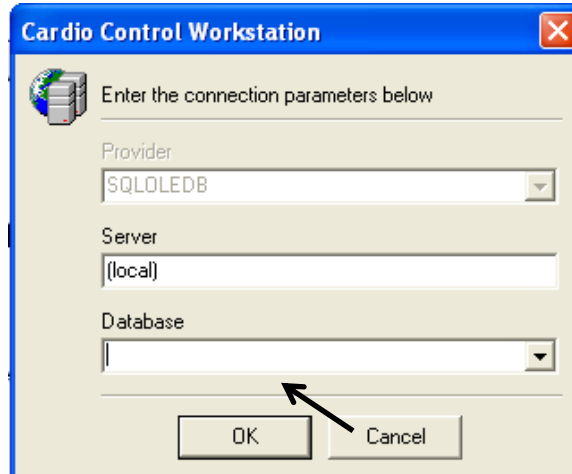 Cardio Control Workstation
Enter the connection parameters below
Provider
SQLOLEDB
Server
(local)
Database
OK Cancel